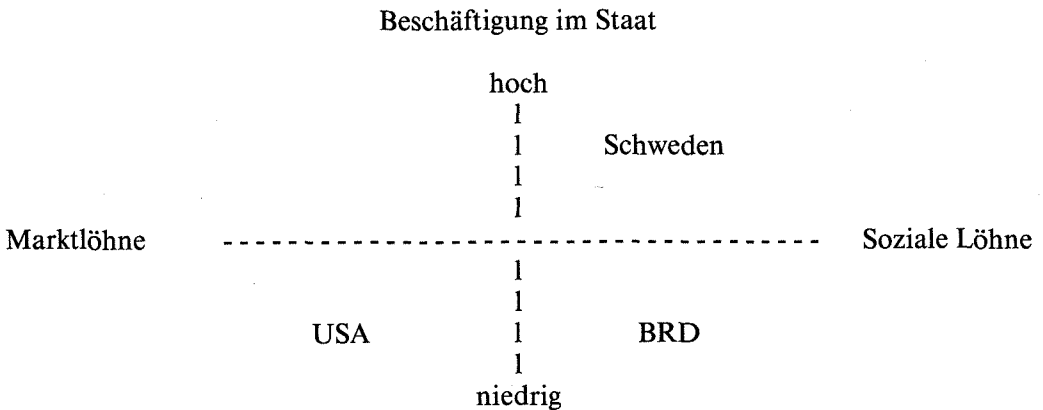 Beschäftigung im Staat
hoch
Schweden
Marktlöhne
Soziale Löhne
USA
BRD
niedrig